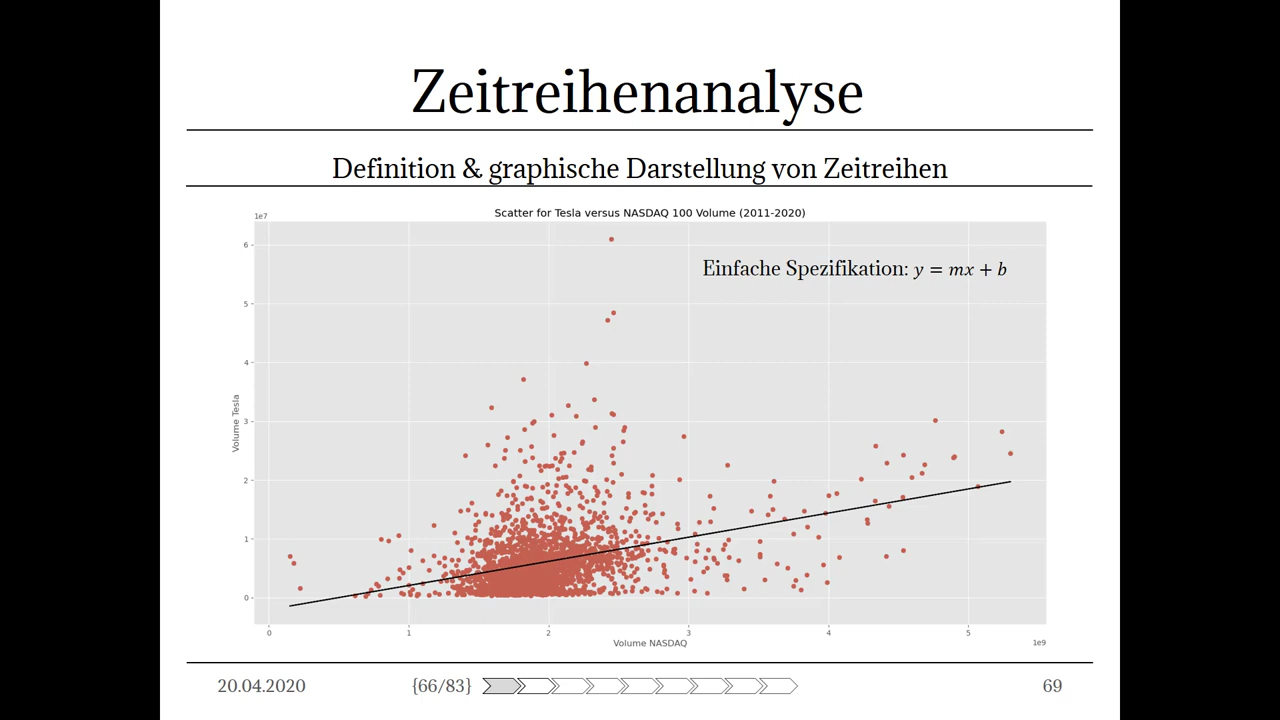 Zeitreihenanalyse
Definition & graphische Darstellung von Zeitreihen
Scatter for Tesla versus NASDAQ 100 Volume (2011-2020)
1e7
Einfache Spezifikation: y = mx + b
6
5
4
3
2
1
0
Volume Tesla
0 1 2 3 4 5
Volume NASDAQ
1e9
20.04.2020 {66/83} 69